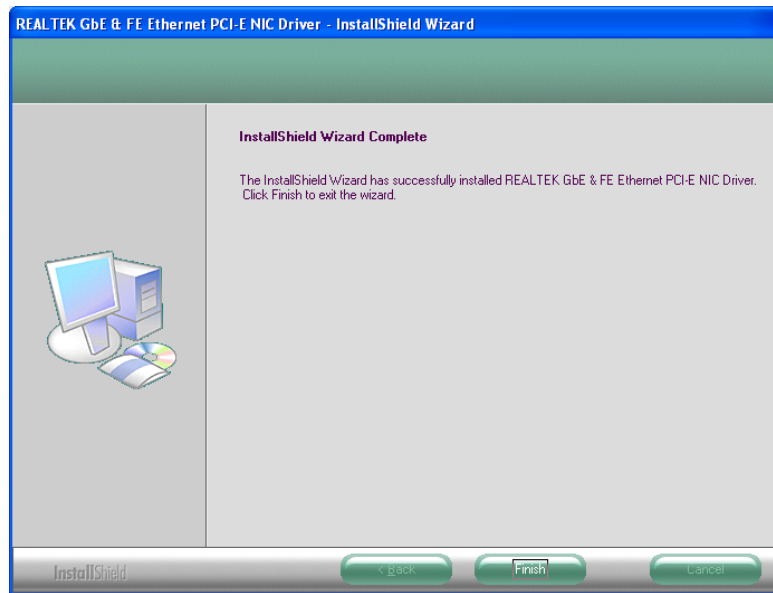 REALTEK GbE & FE Ethernet PCI-E NIC Driver - InstallShield Wizard
InstallShield Wizard Complete
The InstallShield Wizard has successfully installed REALTEK GbE & FE Ethernet PCI-E NIC Driver.
Click Finish to exit the wizard.
InstallShield
< Back
Finish
Cancel